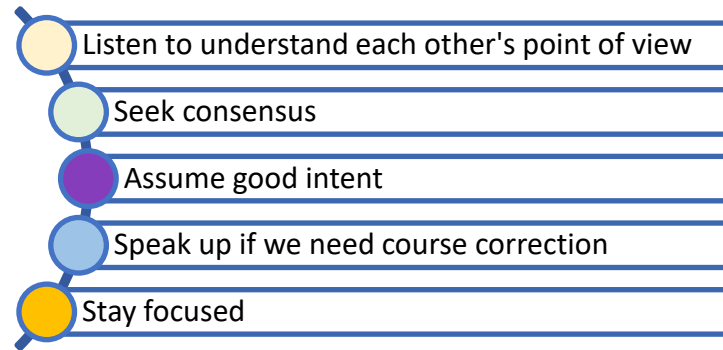 Listen to understand each other's point of view
Seek consensus
Assume good intent
Speak up if we need course correction
Stay focused